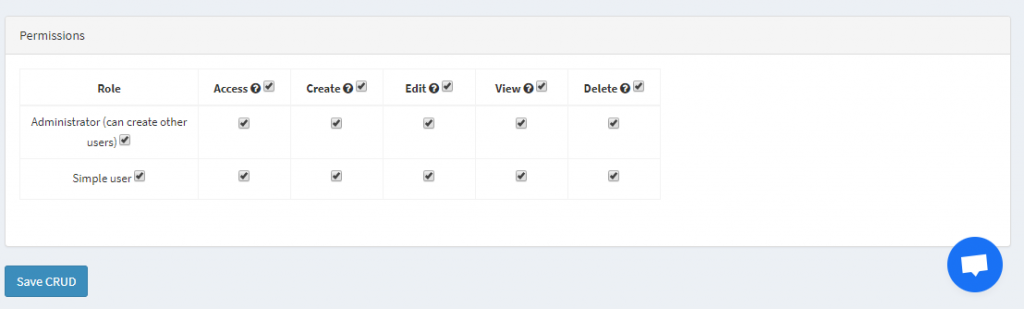 Permissions
Role Access Create Edit View Delete
Administrator (can create other
users)
Simple user
Save CRUD